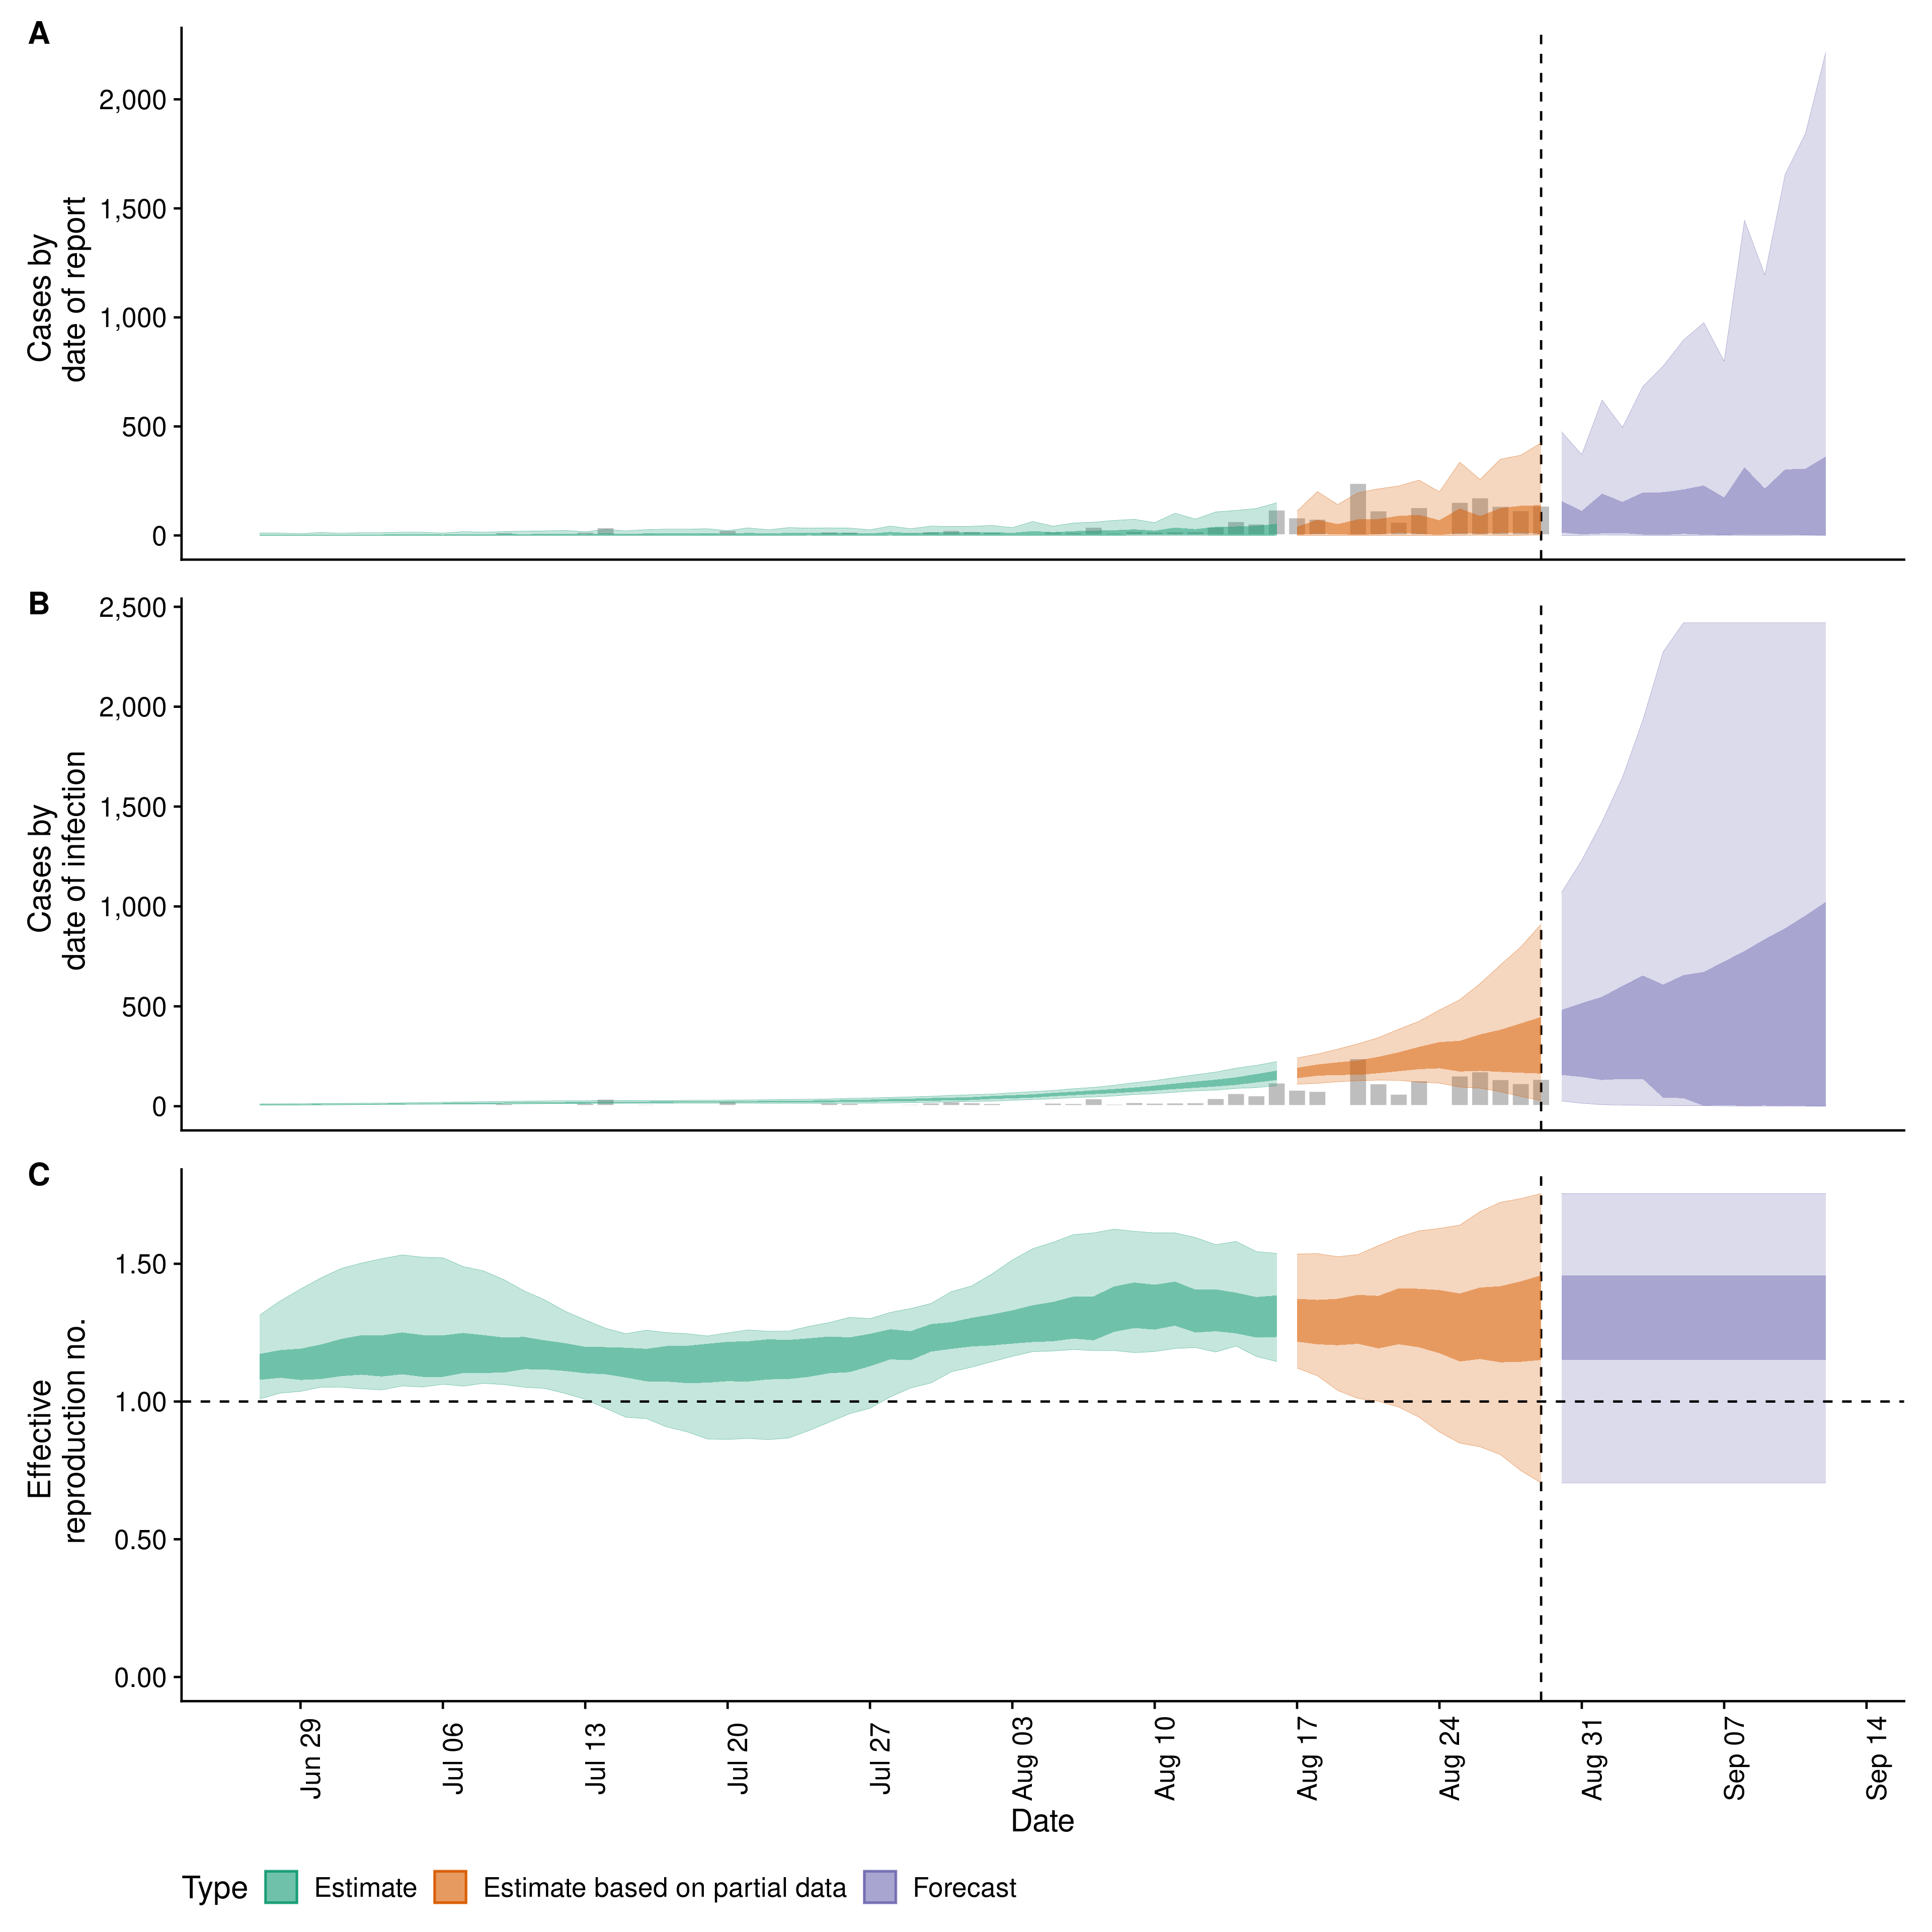 A
Cases by
date of report
2,000
1,500
1,000
500
0
B
Cases by
date of infection
2,500
2,000
1,500
1,000
500
0
C
Effective
reproduction no.
1.50
1.00
0.50
0.00
Jun 29
Jul 06
Jul 13
Jul 20
Jul 27
Aug 03
Aug 10
Aug 17
Aug 24
Aug 31
Sep 07
Sep 14
Date
Type Estimate Estimate based on partial data Forecast